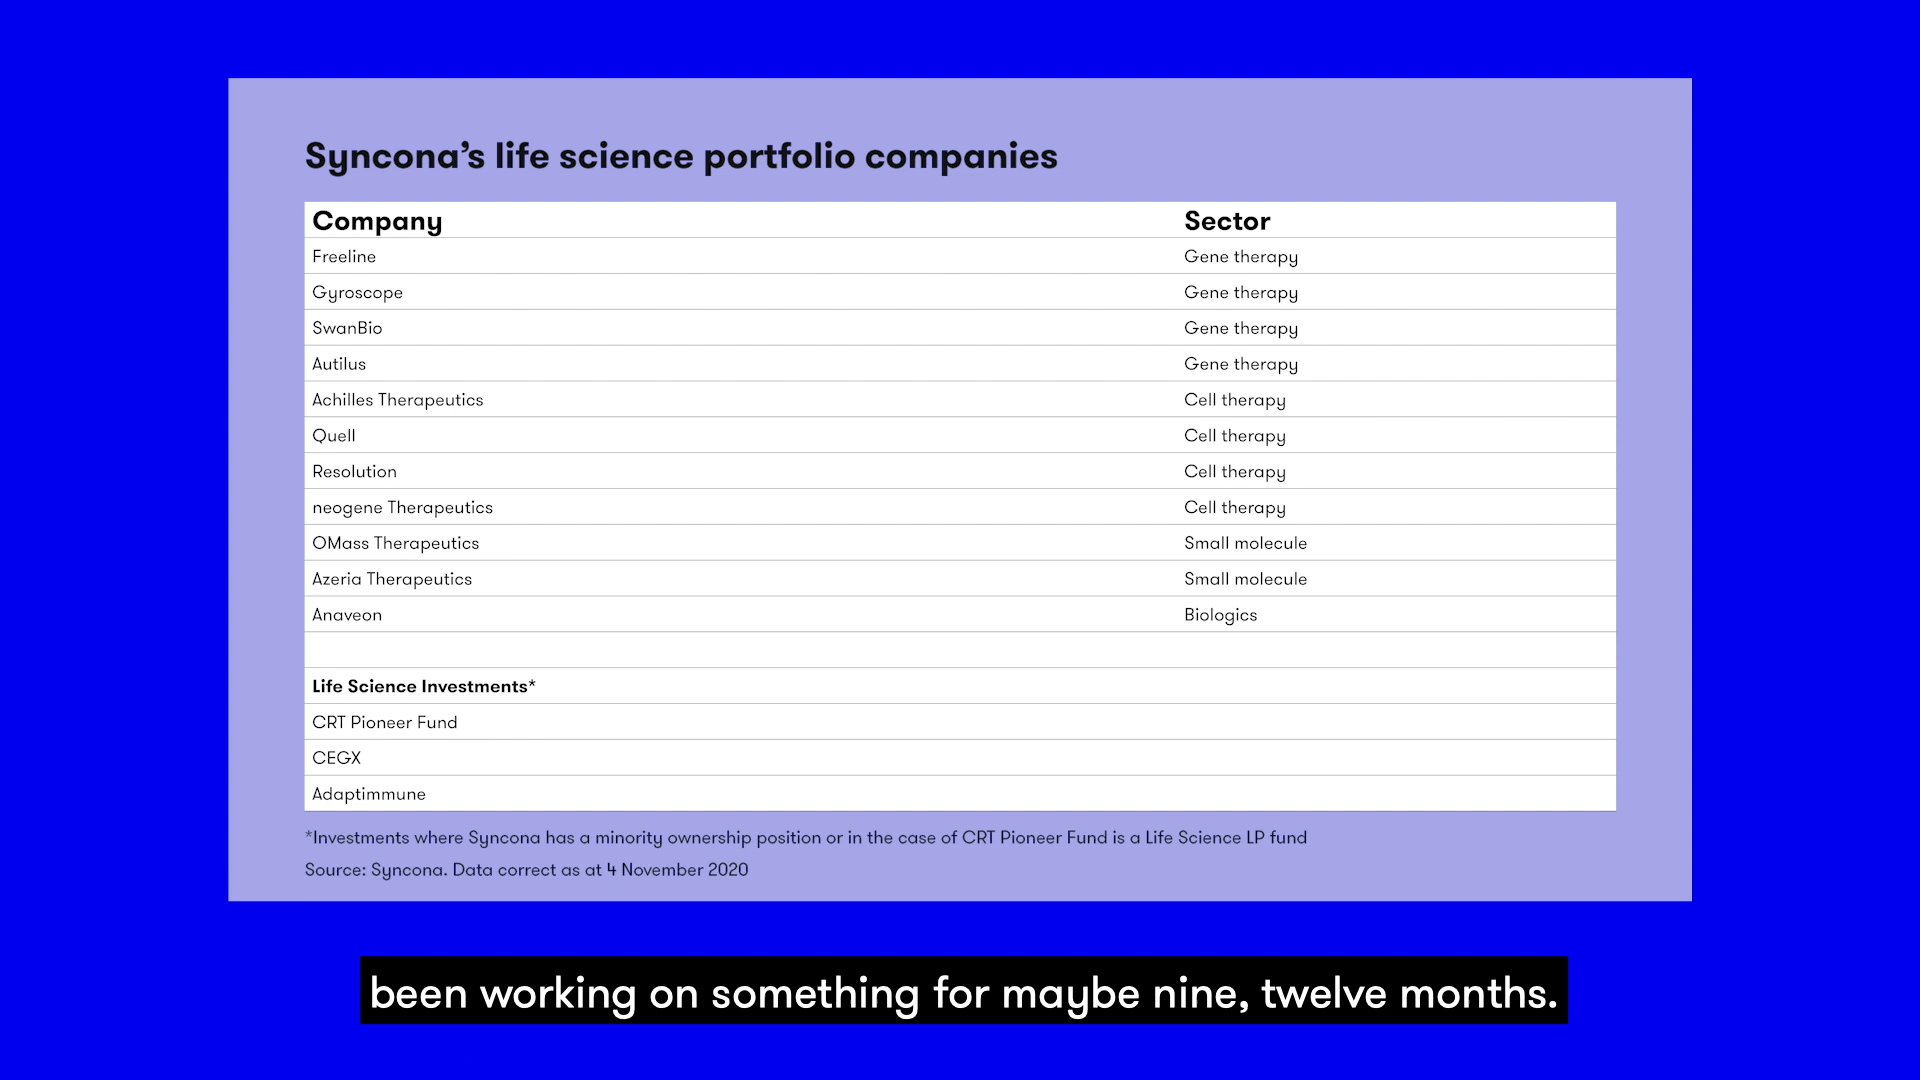 Syncona's life science portfolio companies
Company Sector
Freeline Gene therapy
Gyroscope Gene therapy
SwanBio Gene therapy
Autilus Gene therapy
Achilles Therapeutics Cell therapy
Quell Cell therapy
Resolution Cell therapy
neogene Therapeutics Cell therapy
OMass Therapeutics Small molecule
Azeria Therapeutics Small molecule
Anaveon Biologics
Life Science Investments*
CRT Pioneer Fund
CEGX
Adaptimmune
*Investments where Syncona has a minority ownership position or in the case of CRT Pioneer Fund is a Life Science LP fund
Source: Syncona. Data correct as at 4 November 2020
been working on something for maybe nine, twelve months.